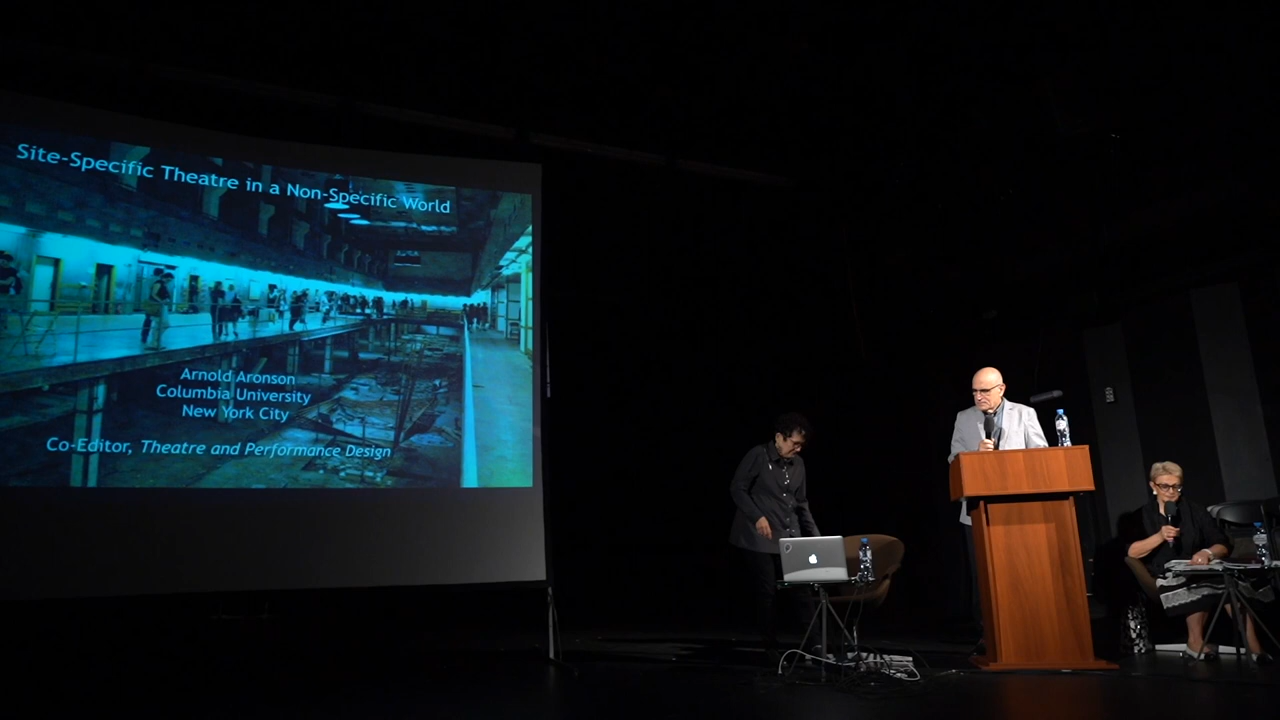 Site-Specific Theatre in a Non-Specific World
Arnold Aronson
Columbia University
New York City
Co-Editor, Theatre and Performance Design